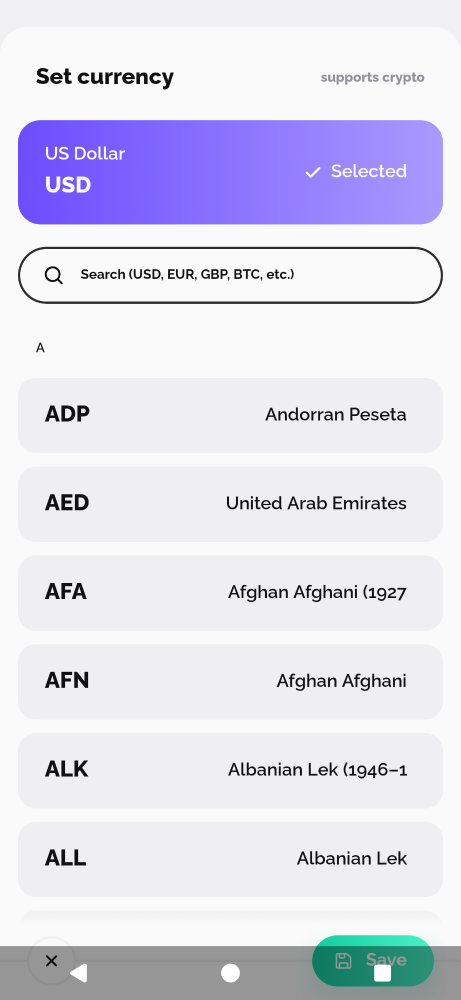 Set currency
supports crypto
US Dollar
USD
Selected
Search (USD, EUR, GBP, BTC, etc.)
A
ADP
Andorran Peseta
AED
United Arab Emirates
AFA
Afghan Afghani (1927
AFN
Afghan Afghani
ALK
Albanian Lek (1946–1
ALL
Albanian Lek
Save